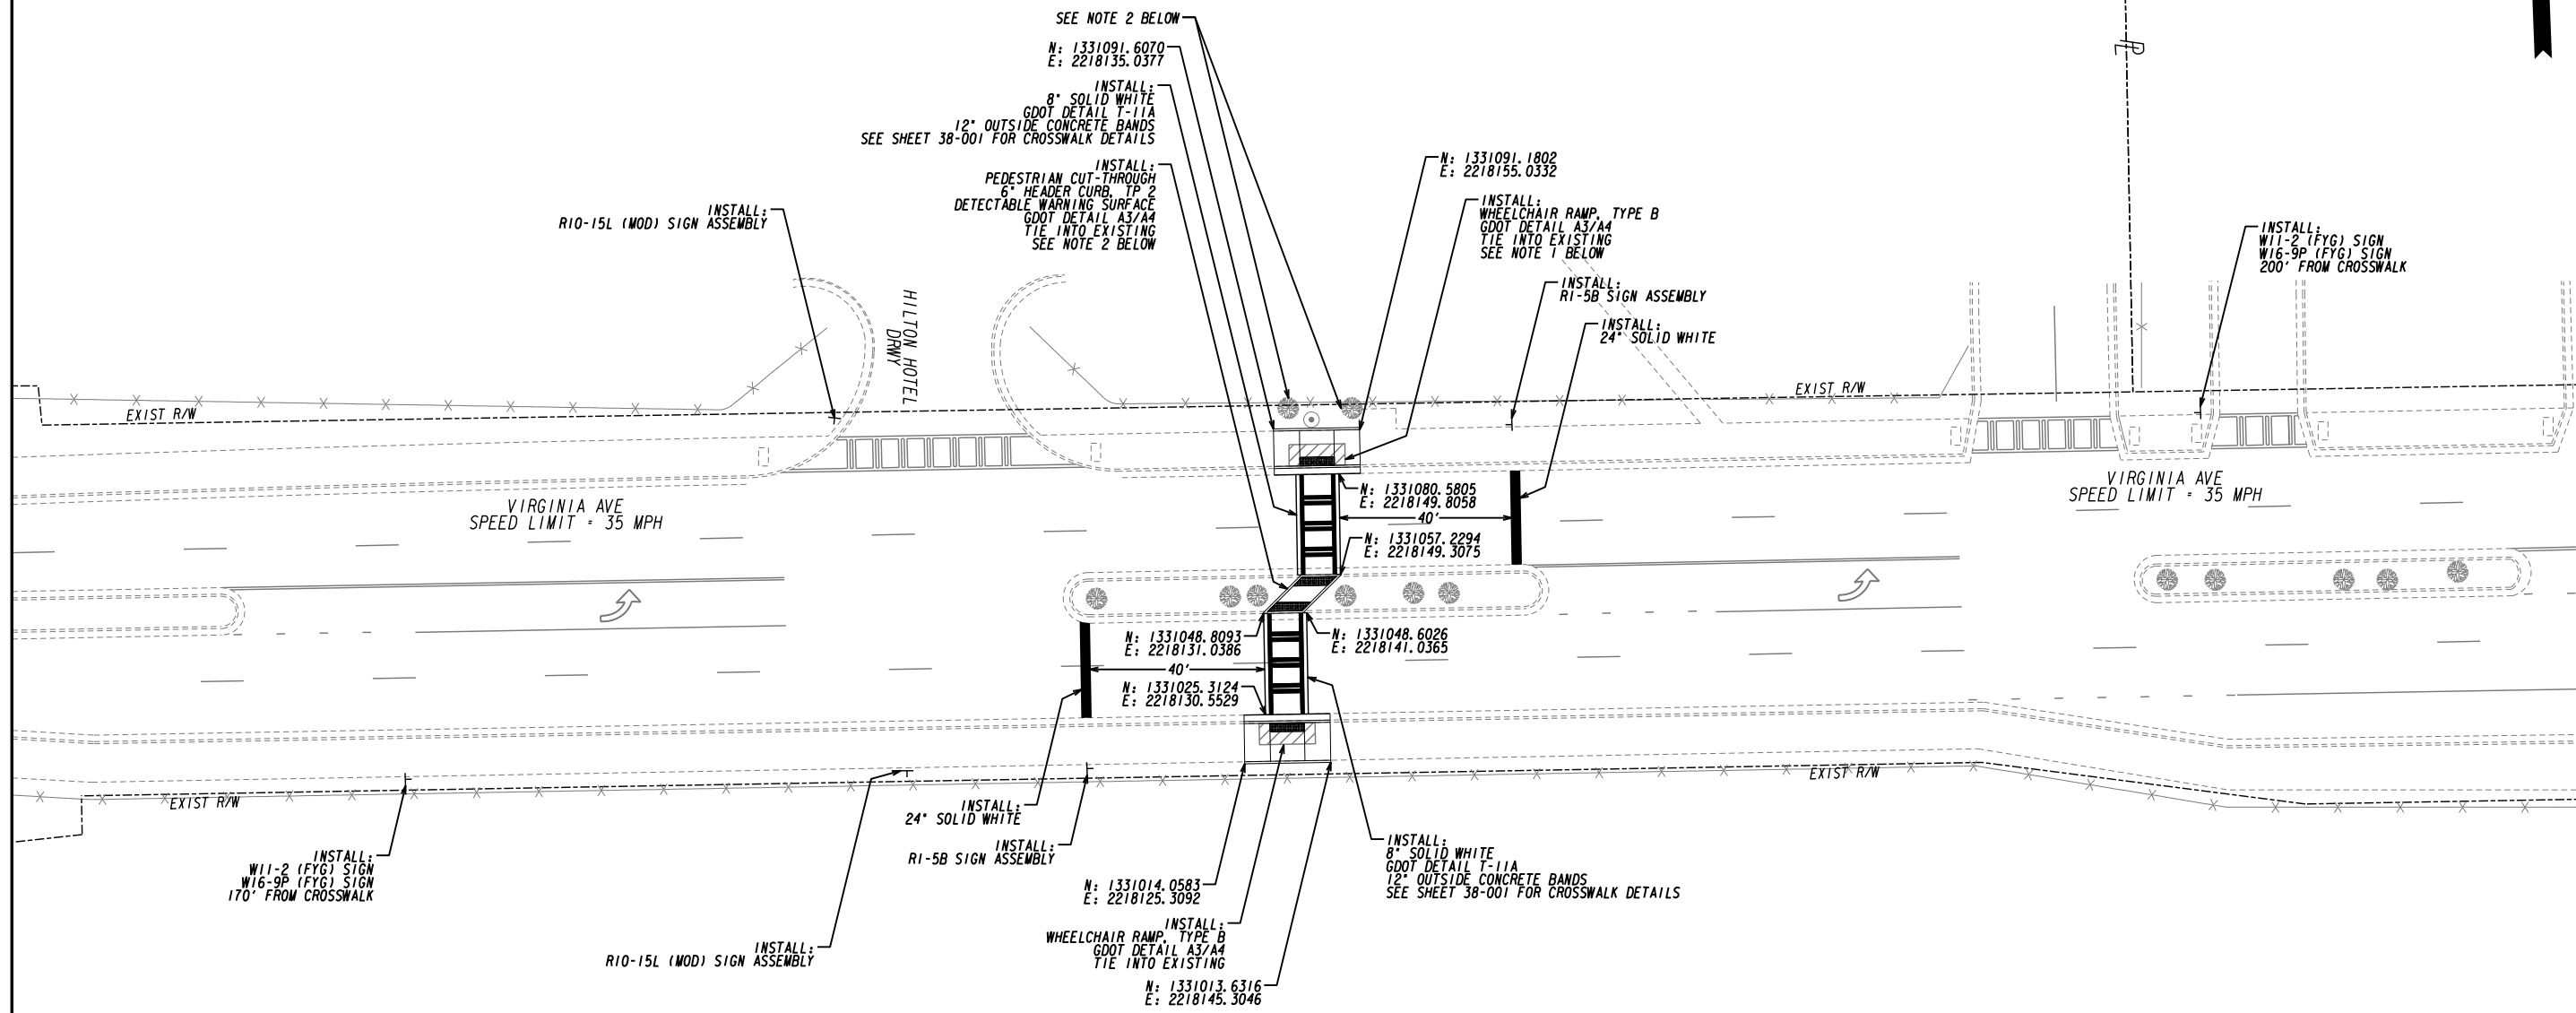 SEE NOTE 2 BELOW
N: 1331091.6070
E: 2218135.0377
INSTALL:
8" SOLID WHITE
GDOT DETAIL T-11A
12" OUTSIDE CONCRETE BANDS
SEE SHEET 38-001 FOR CROSSWALK DETAILS
INSTALL:
PEDESTRIAN CUT-THROUGH
6" HEADER CURB, TP 2
DETECTABLE WARNING SURFACE
GDOT DETAIL A3/A4
TIE INTO EXISTING
SEE NOTE 2 BELOW
INSTALL:
R10-15L (MOD) SIGN ASSEMBLY
N: 1331091.1802
E: 2218155.0332
INSTALL:
WHEELCHAIR RAMP, TYPE B
GDOT DETAIL A3/A4
TIE INTO EXISTING
SEE NOTE 1 BELOW
INSTALL:
R1-5B SIGN ASSEMBLY
INSTALL:
24" SOLID WHITE
INSTALL:
W11-2 (FYG) SIGN
W16-9P (FYG) SIGN
200' FROM CROSSWALK
PL
HILTON HOTEL
DRWY
EXIST R/W
EXIST R/W
VIRGINIA AVE
SPEED LIMIT = 35 MPH
VIRGINIA AVE
SPEED LIMIT = 35 MPH
N: 1331080.5805
E: 2218149.8058
40'
N: 1331057.2294
E: 2218149.3075
N: 1331048.8093
E: 2218131.0386
N: 1331048.6026
E: 2218141.0365
40'
N: 1331025.3124
E: 2218130.5529
EXIST R/W
EXIST R/W
INSTALL:
24" SOLID WHITE
INSTALL:
R1-5B SIGN ASSEMBLY
INSTALL:
W11-2 (FYG) SIGN
W16-9P (FYG) SIGN
170' FROM CROSSWALK
INSTALL:
8" SOLID WHITE
GDOT DETAIL T-11A
12" OUTSIDE CONCRETE BANDS
SEE SHEET 38-001 FOR CROSSWALK DETAILS
N: 1331014.0583
E: 2218125.3092
INSTALL:
WHEELCHAIR RAMP, TYPE B
GDOT DETAIL A3/A4
TIE INTO EXISTING
INSTALL:
R10-15L (MOD) SIGN ASSEMBLY
N: 1331013.6316
E: 2218145.3046